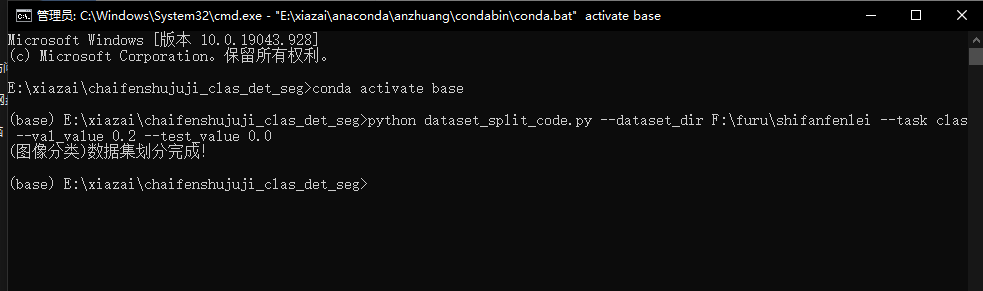 管理员: C:\Windows\System32\cmd.exe - "E:\xiazai\anaconda\anzhuang\condabin\conda.bat" activate base
Microsoft Windows [版本 10.0.19043.928]
(c) Microsoft Corporation。保留所有权利。
E:\xiazai\chaifenshujuji_clas_det_seg>conda activate base
(base) E:\xiazai\chaifenshujuji_clas_det_seg>python dataset_split_code.py --dataset_dir F:\furu\shifanfenlei --task clas
--val_value 0.2 --test_value 0.0
(图像分类)数据集划分完成!
(base) E:\xiazai\chaifenshujuji_clas_det_seg>